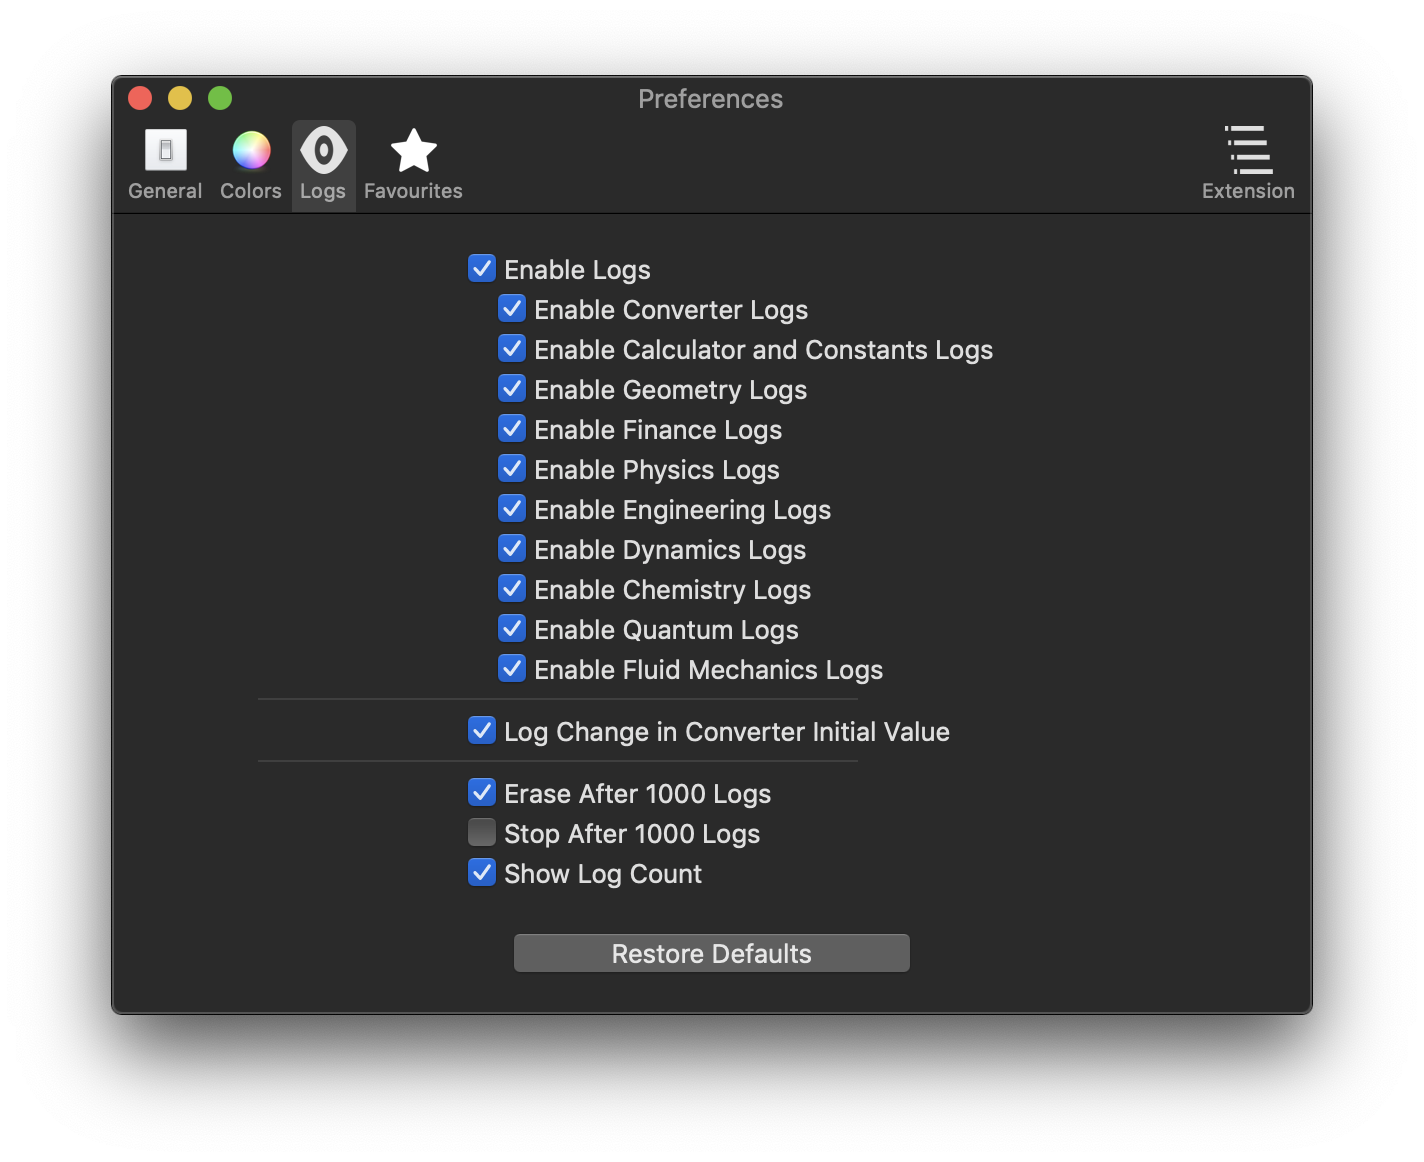 Preferences
General Colors Logs Favourites Extension
Enable Logs
Enable Converter Logs
Enable Calculator and Constants Logs
Enable Geometry Logs
Enable Finance Logs
Enable Physics Logs
Enable Engineering Logs
Enable Dynamics Logs
Enable Chemistry Logs
Enable Quantum Logs
Enable Fluid Mechanics Logs
Log Change in Converter Initial Value
Erase After 1000 Logs
Stop After 1000 Logs
Show Log Count
Restore Defaults